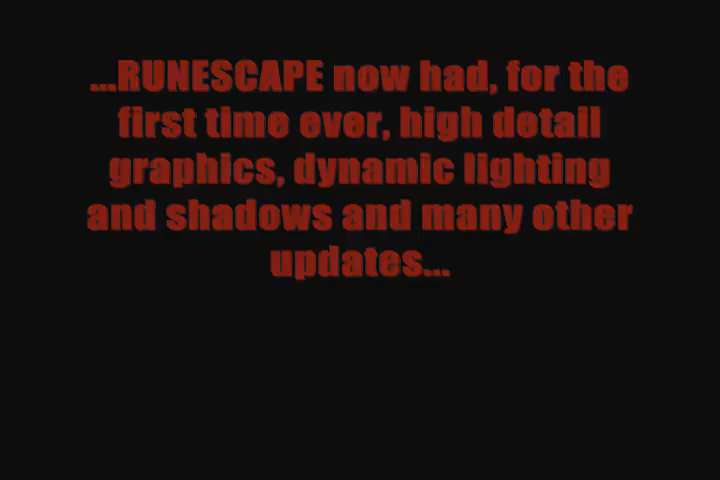 ...RUNESCAPE now had, for the
first time ever, high detail
graphics, dynamic lighting
and shadows and many other
updates...